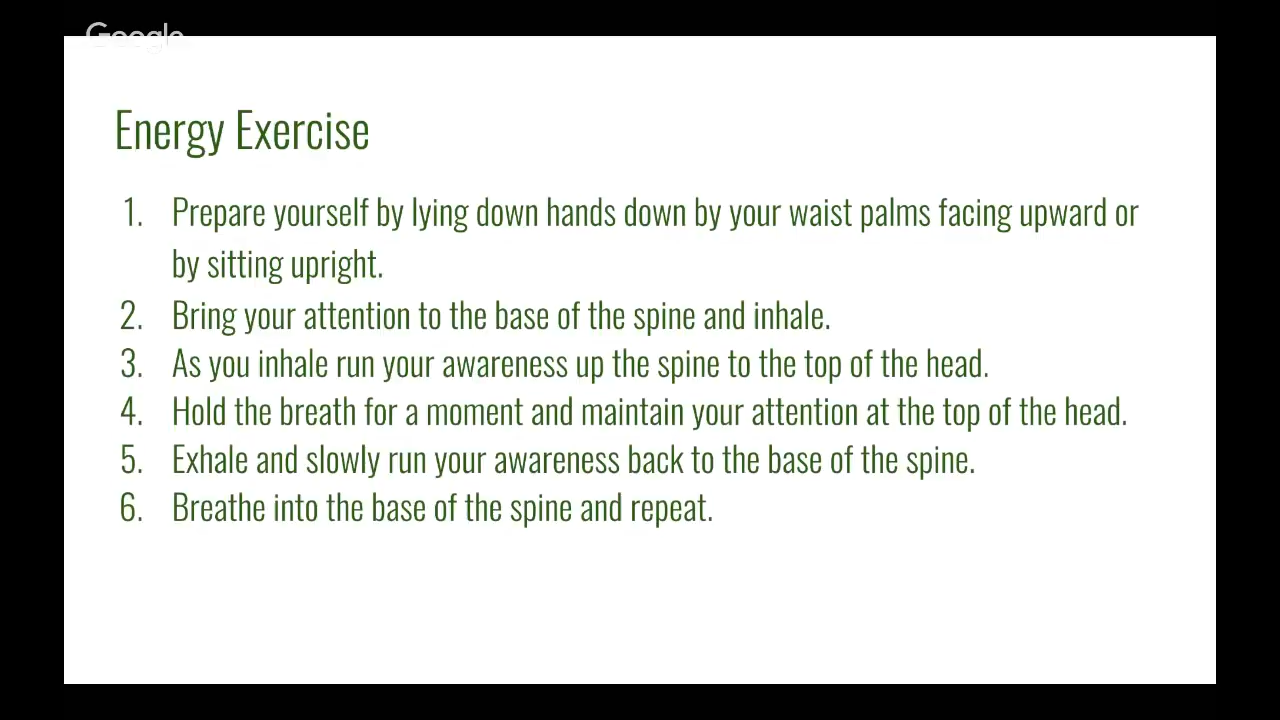 Google
Energy Exercise
1. Prepare yourself by lying down hands down by your waist palms facing upward or
by sitting upright.
2. Bring your attention to the base of the spine and inhale.
3. As you inhale run your awareness up the spine to the top of the head.
4. Hold the breath for a moment and maintain your attention at the top of the head.
5. Exhale and slowly run your awareness back to the base of the spine.
6. Breathe into the base of the spine and repeat.